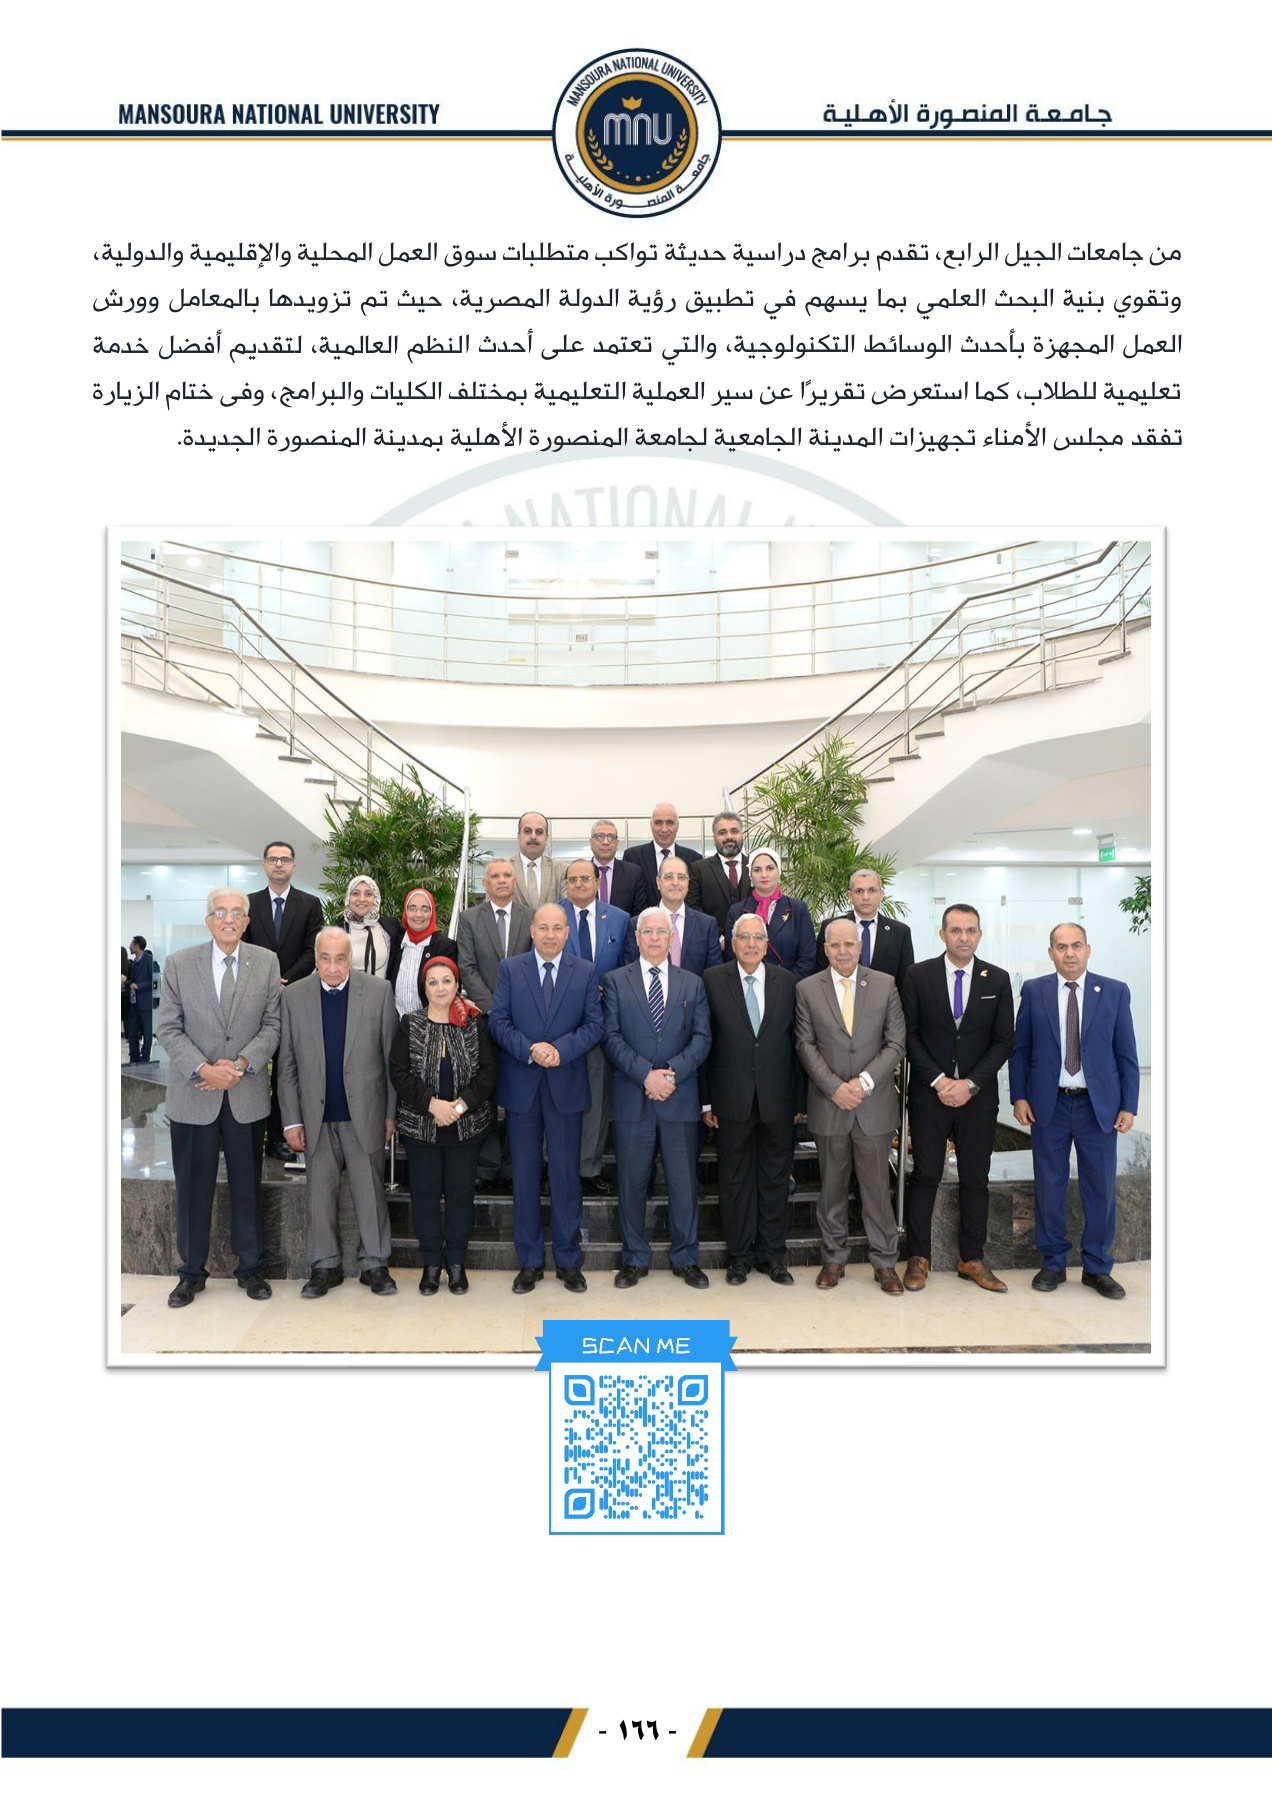 MANSOURA NATIONAL UNIVERSITY
جامعة المنصورة الأهلية
MANSOURA NATIONAL UNIVERSITY
mnu
جامعة المنصورة الأهلية
من جامعات الجيل الرابع، تقدم برامج دراسية حديثة تواكب متطلبات سوق العمل المحلية والإقليمية والدولية،
وتقوي بنية البحث العلمي بما يسهم في تطبيق رؤية الدولة المصرية، حيث تم تزويدها بالمعامل وورش
العمل المجهزة بأحدث الوسائط التكنولوجية، والتي تعتمد على أحدث النظم العالمية، لتقديم أفضل خدمة
تعليمية للطلاب، كما استعرض تقريرًا عن سير العملية التعليمية بمختلف الكليات والبرامج، وفى ختام الزيارة
تفقد مجلس الأمناء تجهيزات المدينة الجامعية لجامعة المنصورة الأهلية بمدينة المنصورة الجديدة.
NATIONAL
SCAN ME
- ١٦٦ -